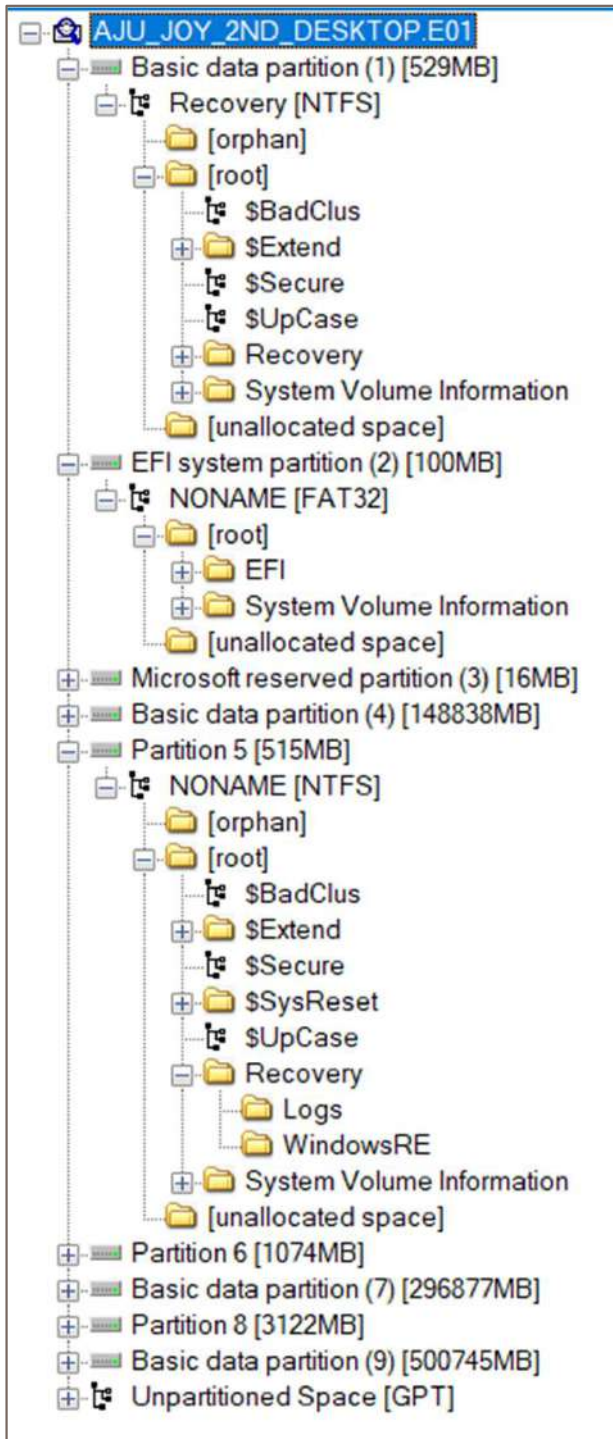 AJU_JOY_2ND_DESKTOP.E01
Basic data partition (1) [529MB]
Recovery [NTFS]
[orphan]
[root]
$BadClus
$Extend
$Secure
$UpCase
Recovery
System Volume Information
[unallocated space]
EFI system partition (2) [100MB]
NONAME [FAT32]
[root]
EFI
System Volume Information
[unallocated space]
Microsoft reserved partition (3) [16MB]
Basic data partition (4) [148838MB]
Partition 5 [515MB]
NONAME [NTFS]
[orphan]
[root]
$BadClus
$Extend
$Secure
$SysReset
$UpCase
Recovery
Logs
WindowsRE
System Volume Information
[unallocated space]
Partition 6 [1074MB]
Basic data partition (7) [296877MB]
Partition 8 [3122MB]
Basic data partition (9) [500745MB]
Unpartitioned Space [GPT]